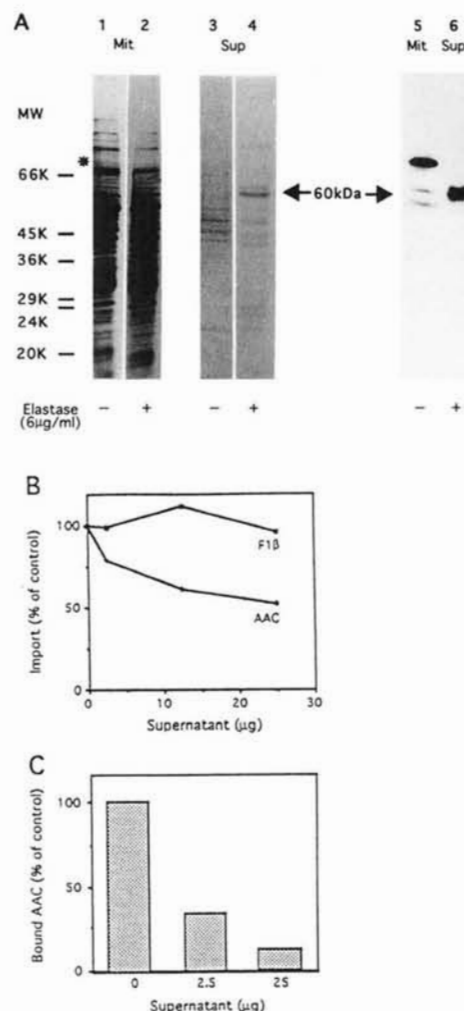 A
1 2 3 4 5 6
Mit Sup Mit Sup
MW
*
66K
60kDa
45K
36K
29K
24K
20K
Elastase - + - + - +
(6µg/ml)
B
Import (% of control)
100
50
0
F1β
AAC
0 10 20 30
Supernatant (µg)
C
Bound AAC (% of control)
100
50
0
0 2.5 25
Supernatant (µg)